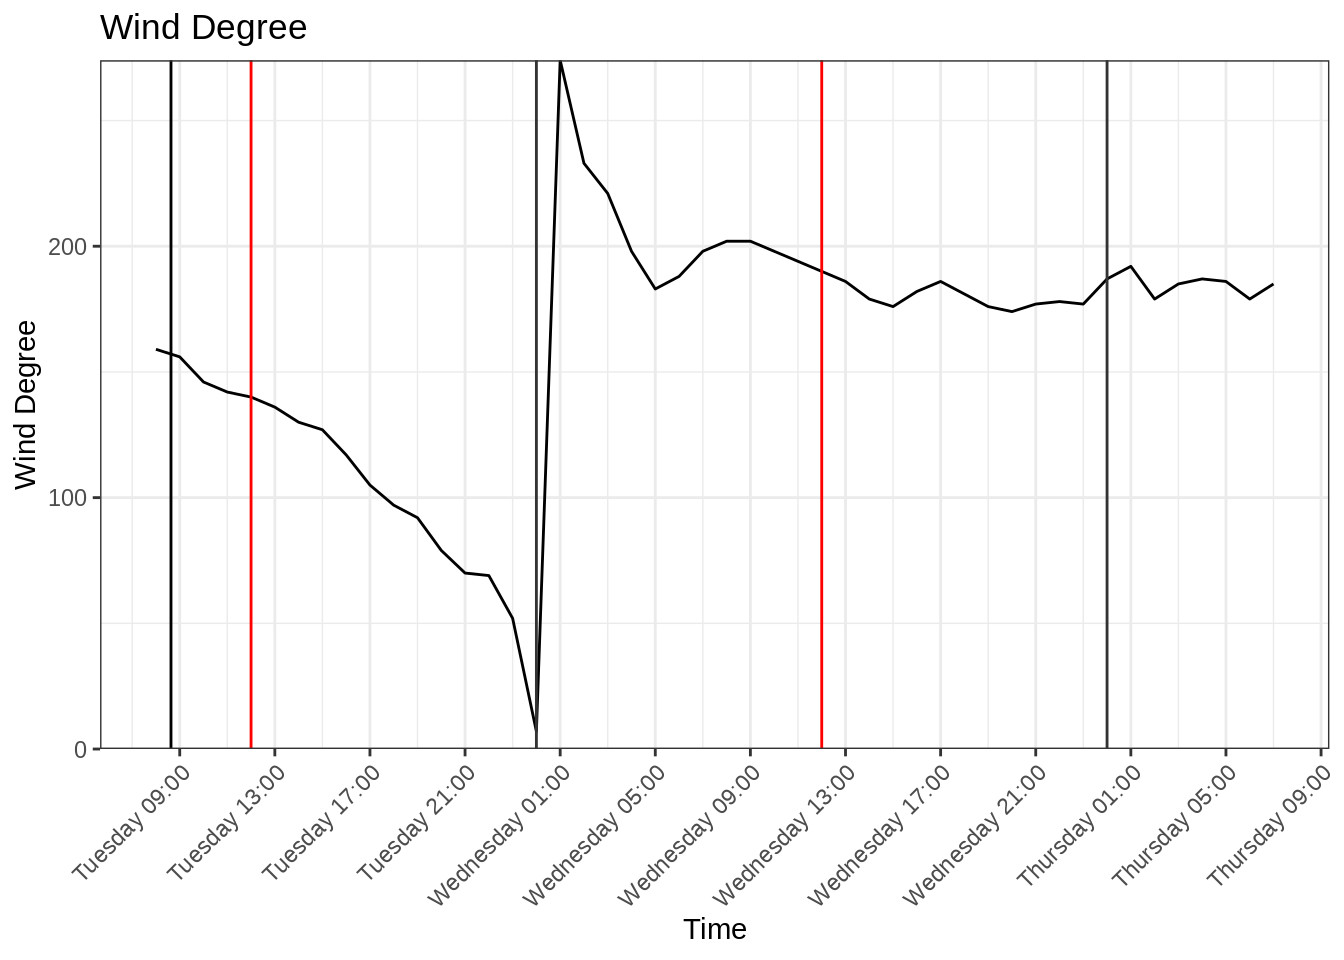 Wind Degree
Wind Degree
200
100
0
Tuesday 09:00
Tuesday 13:00
Tuesday 17:00
Tuesday 21:00
Wednesday 01:00
Wednesday 05:00
Wednesday 09:00
Wednesday 13:00
Wednesday 17:00
Wednesday 21:00
Thursday 01:00
Thursday 05:00
Thursday 09:00
Time